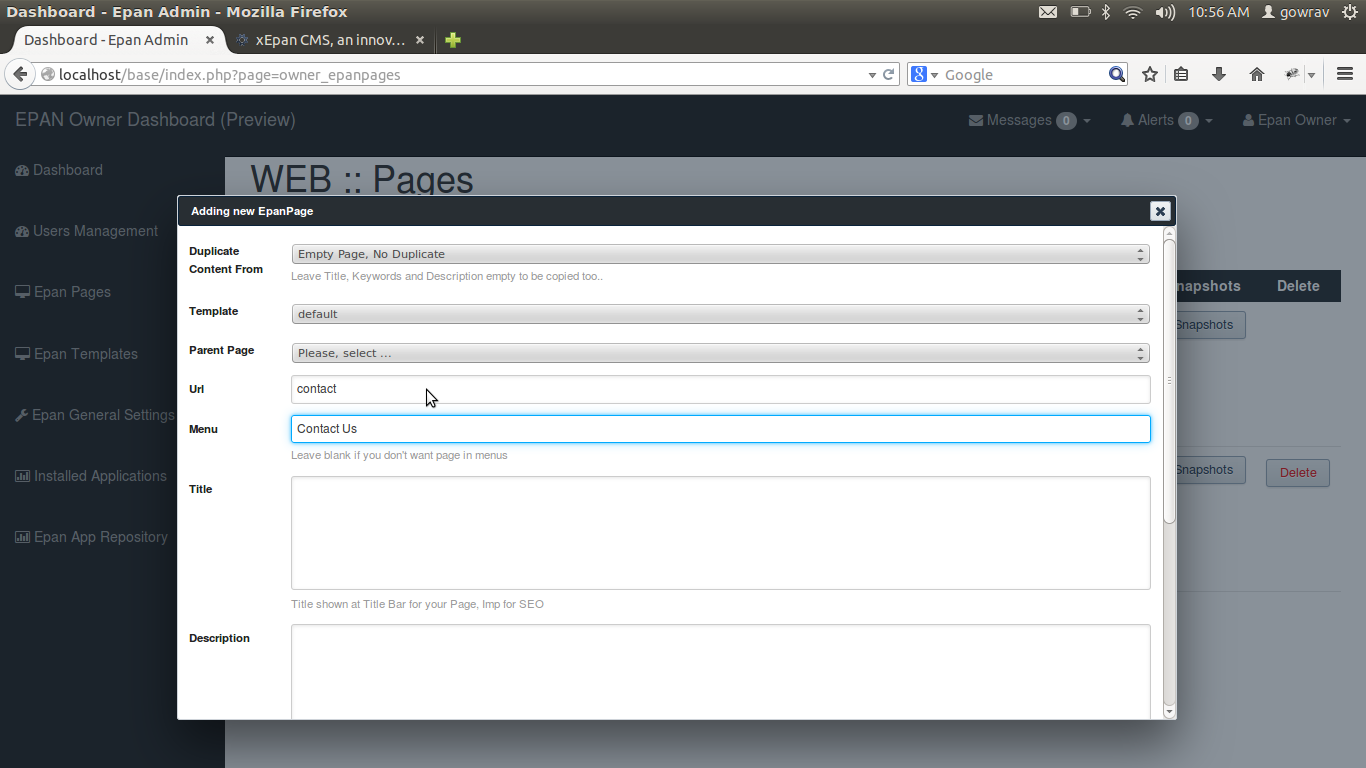 Dashboard - Epan Admin - Mozilla Firefox
10:56 AM gowrav
Dashboard - Epan Admin
xEpan CMS, an innov...
localhost/base/index.php?page=owner_epanpages
Google
EPAN Owner Dashboard (Preview)
Messages 0
Alerts 0
Epan Owner
Dashboard
Users Management
Epan Pages
Epan Templates
Epan General Settings
Installed Applications
Epan App Repository
WEB :: Pages
Adding new EpanPage
Duplicate
Content From
Empty Page, No Duplicate
Leave Title, Keywords and Description empty to be copied too..
Template
default
Parent Page
Please, select ...
Url
contact
Menu
Contact Us
Leave blank if you don't want page in menus
Title
Title shown at Title Bar for your Page, Imp for SEO
Description
napshots
Delete
Snapshots
Snapshots
Delete